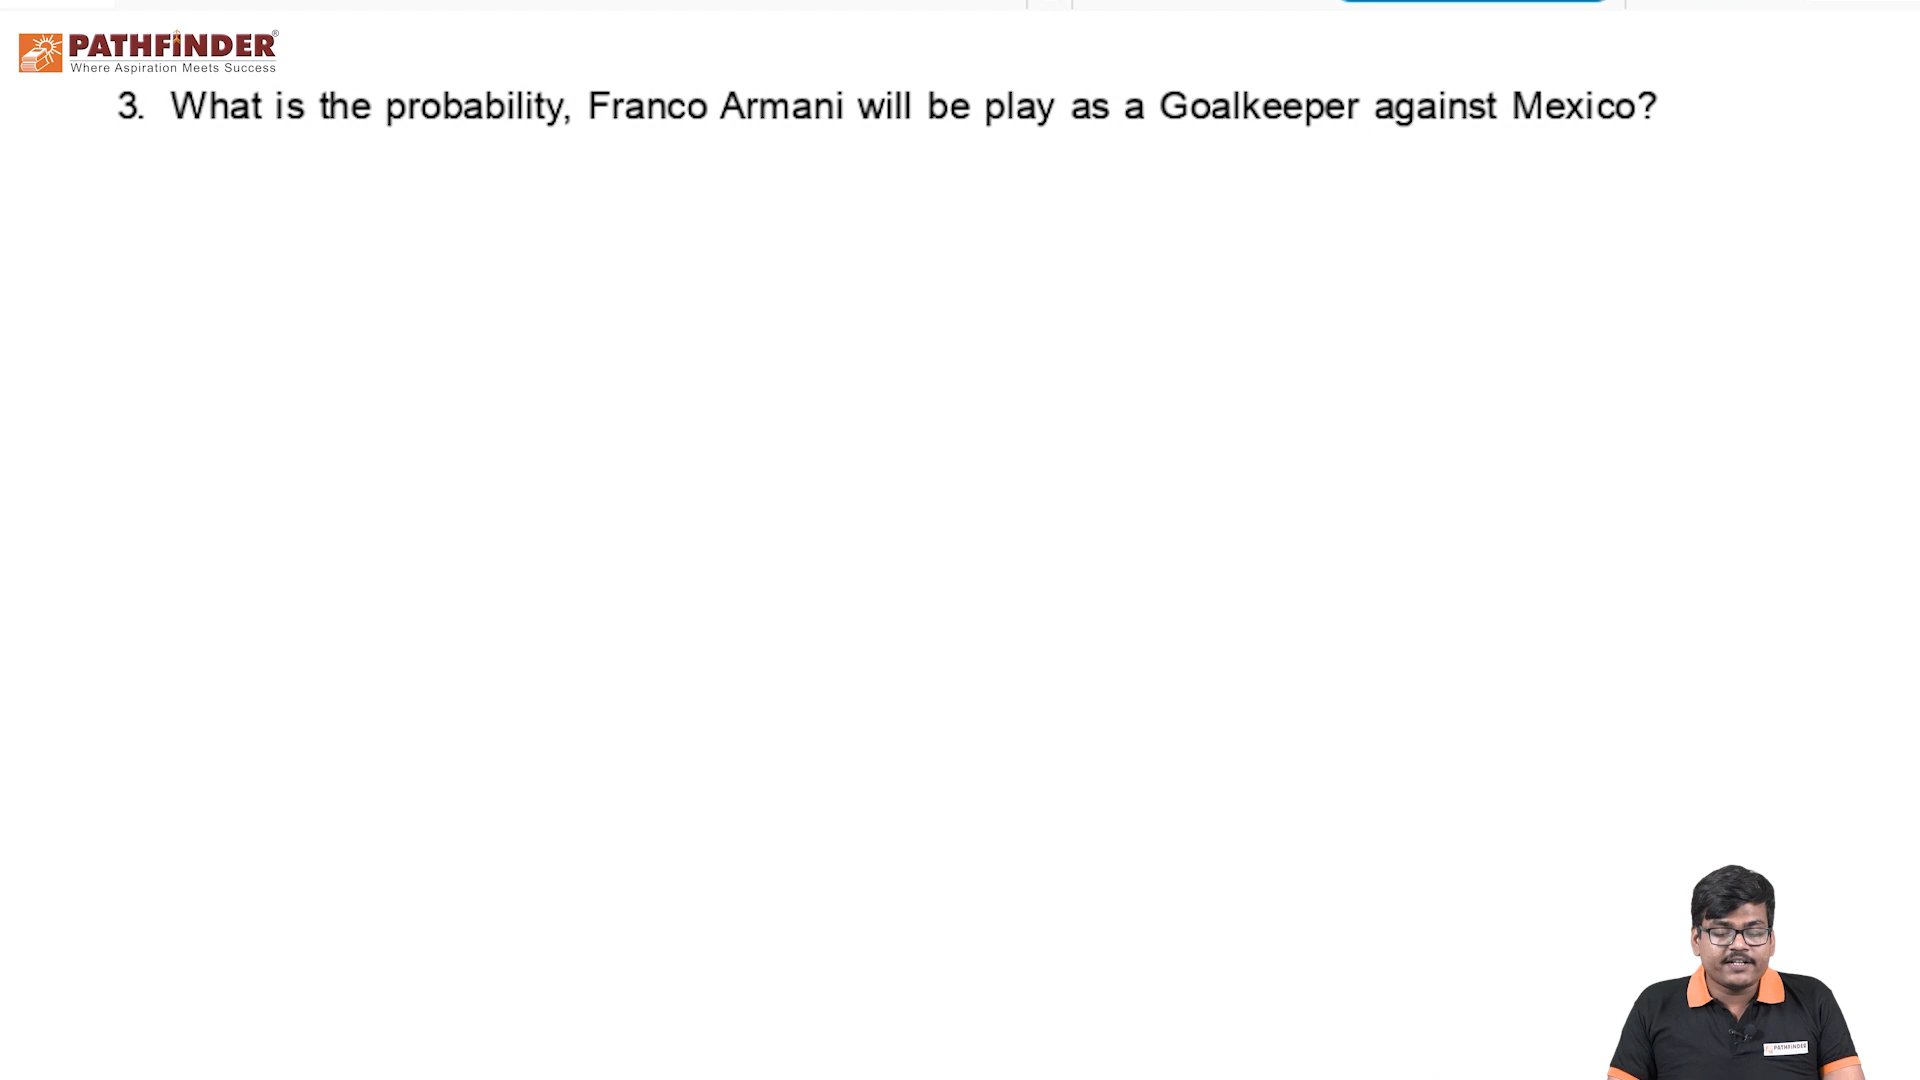 PATHFINDER®
Where Aspiration Meets Success
3. What is the probability, Franco Armani will be play as a Goalkeeper against Mexico?
PATHFINDER